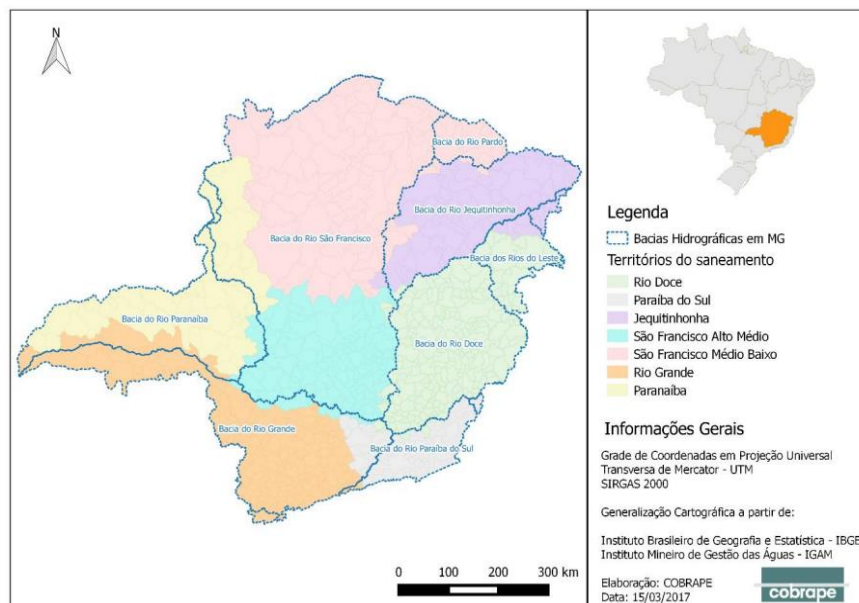 N
Bacia do Rio Pardo
Bacia do Rio Jequitinhonha
Bacia do Rio São Francisco
Bacia dos Rios do Leste
Bacia do Rio Paranaíba
Bacia do Rio Doce
Bacia do Rio Grande
Bacia do Rio Paraíba do Sul
0 100 200 300 km
Legenda
Bacias Hidrográficas em MG
Territórios do saneamento
Rio Doce
Paraíba do Sul
Jequitinhonha
São Francisco Alto Médio
São Francisco Médio Baixo
Rio Grande
Paranaíba
Informações Gerais
Grade de Coordenadas em Projeção Universal
Transversa de Mercator - UTM
SIRGAS 2000
Generalização Cartográfica a partir de:
Instituto Brasileiro de Geografia e Estatística - IBGE
Instituto Mineiro de Gestão das Águas - IGAM
Elaboração: COBRAPE
Data: 15/03/2017
cobrape